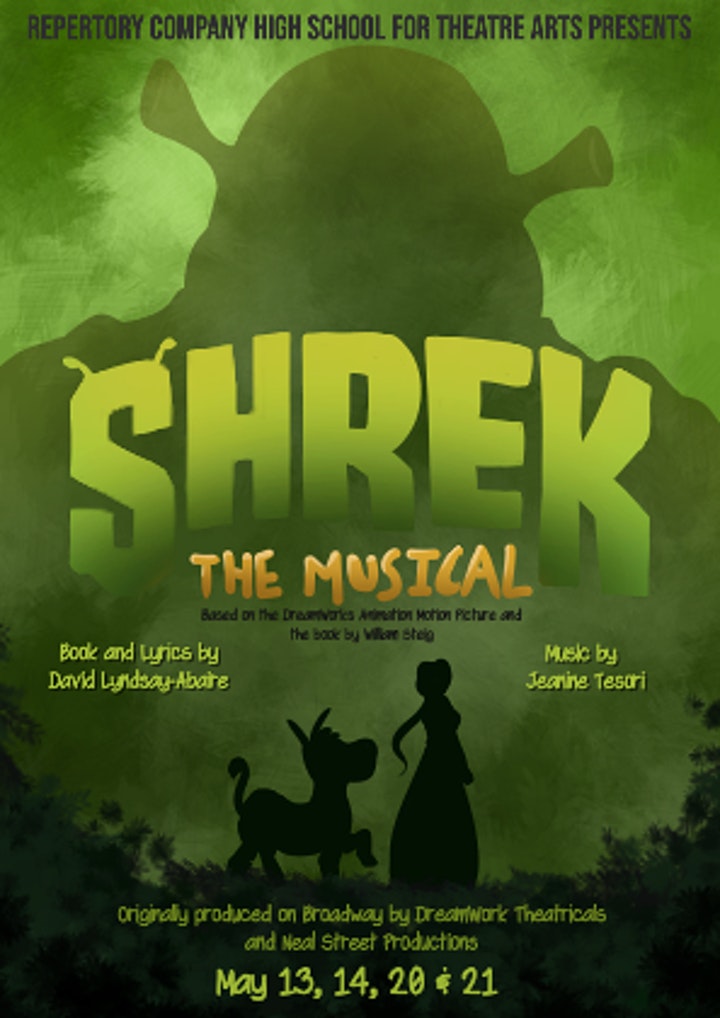 REPERTORY COMPANY HIGH SCHOOL FOR THEATRE ARTS PRESENTS
SHREK
THE MUSICAL
Based on the DreamWorks Animation Motion Picture and
the book by William Steig
Book and Lyrics by
David Lyndsay-Abaire
Music by
Jeanine Tesori
Originally produced on Broadway by DreamWork Theatricals
and Neal Street Productions
May 13, 14, 20 & 21